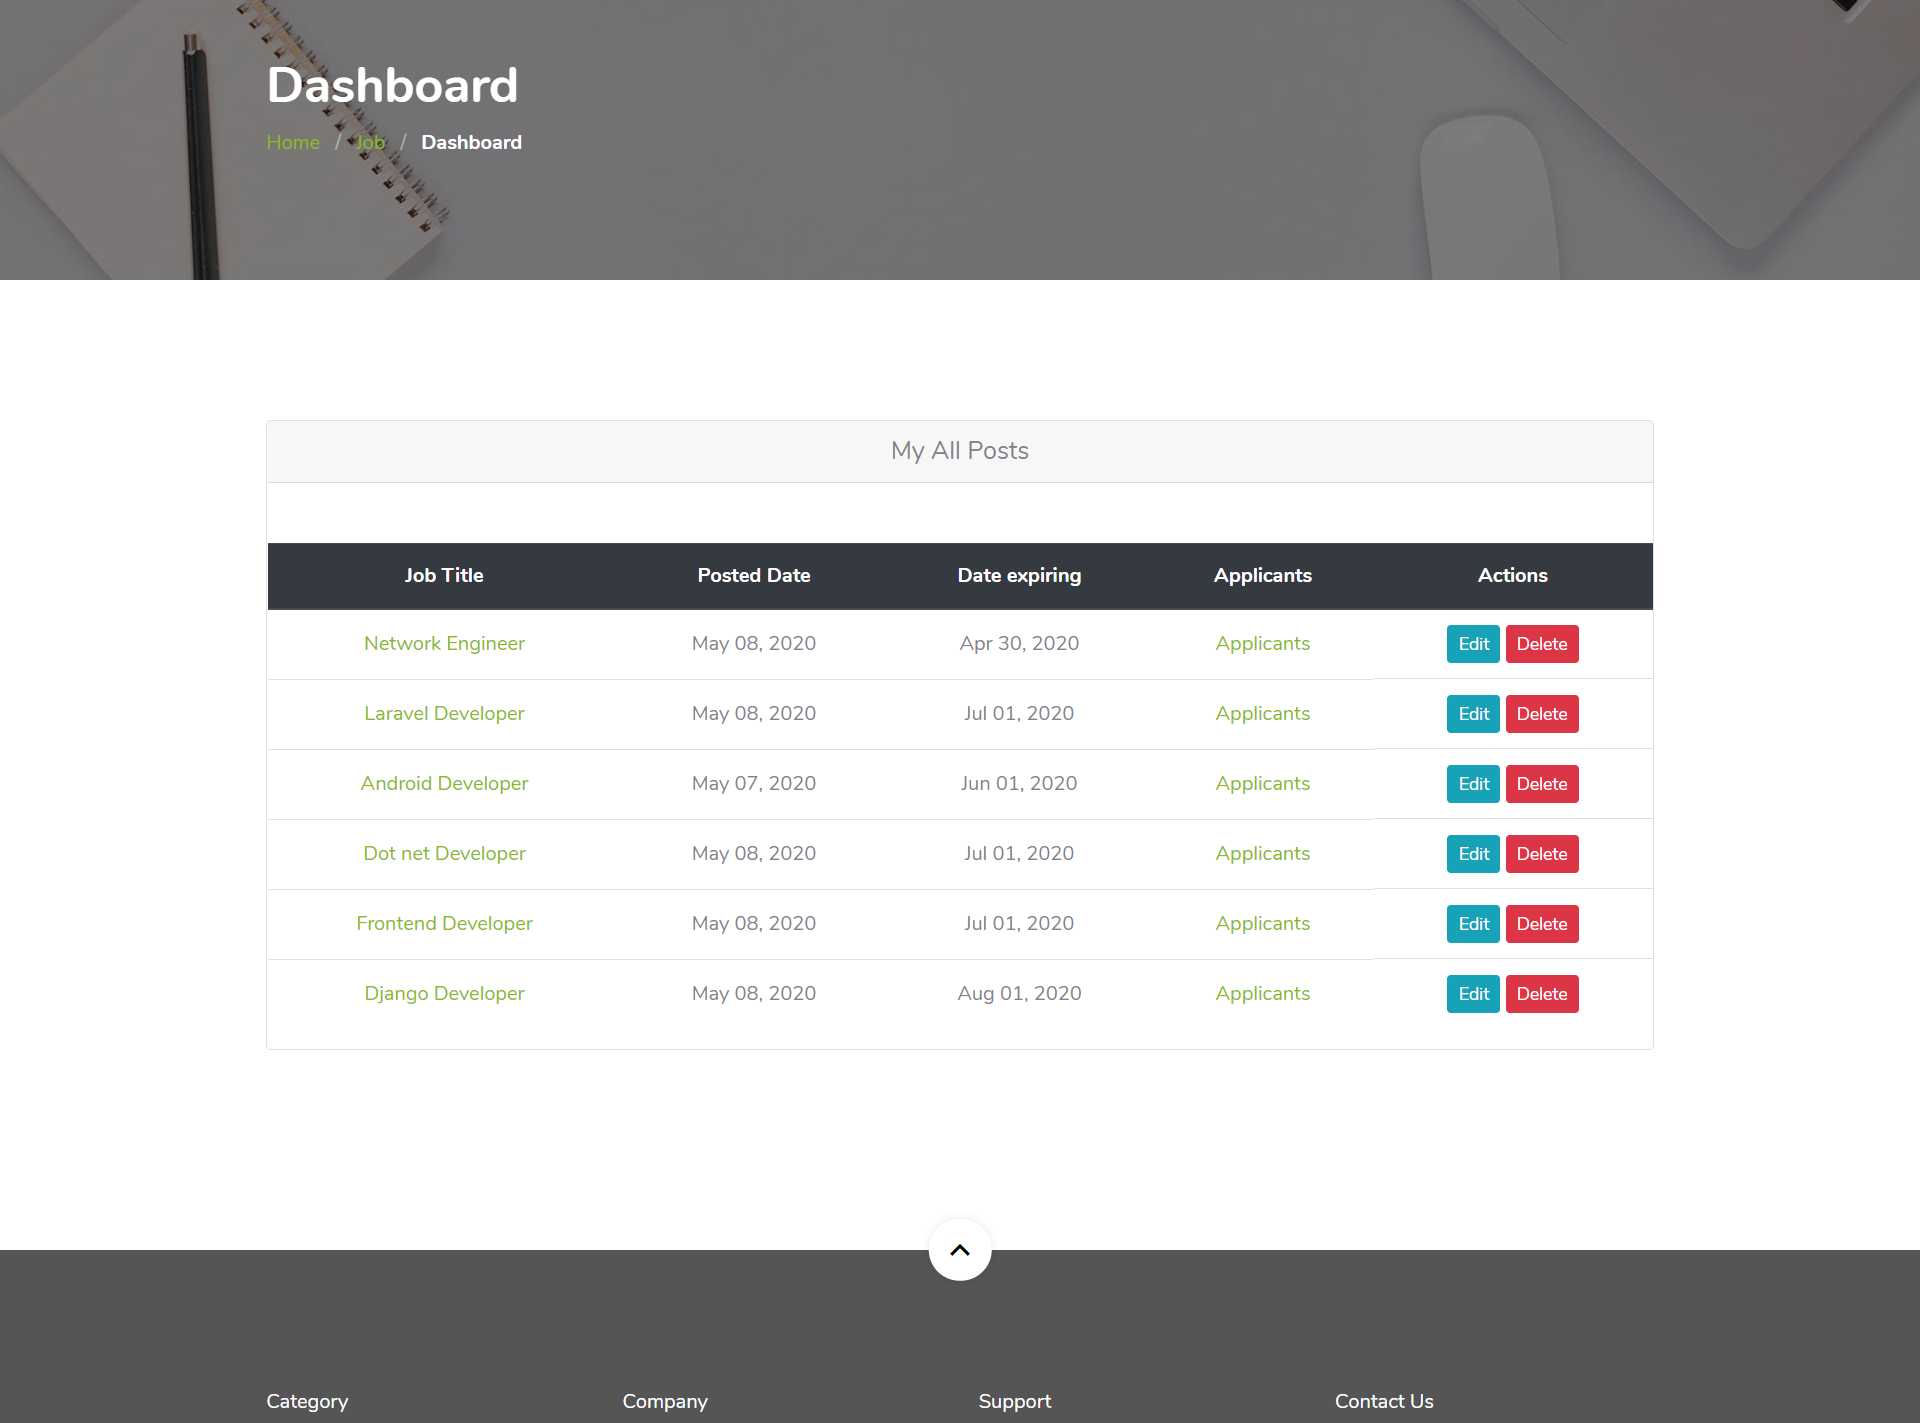 Dashboard
Home / Job / Dashboard
My All Posts
Job Title Posted Date Date expiring Applicants Actions
Network Engineer May 08, 2020 Apr 30, 2020 Applicants Edit Delete
Laravel Developer May 08, 2020 Jul 01, 2020 Applicants Edit Delete
Android Developer May 07, 2020 Jun 01, 2020 Applicants Edit Delete
Dot net Developer May 08, 2020 Jul 01, 2020 Applicants Edit Delete
Frontend Developer May 08, 2020 Jul 01, 2020 Applicants Edit Delete
Django Developer May 08, 2020 Aug 01, 2020 Applicants Edit Delete
Category Company Support Contact Us